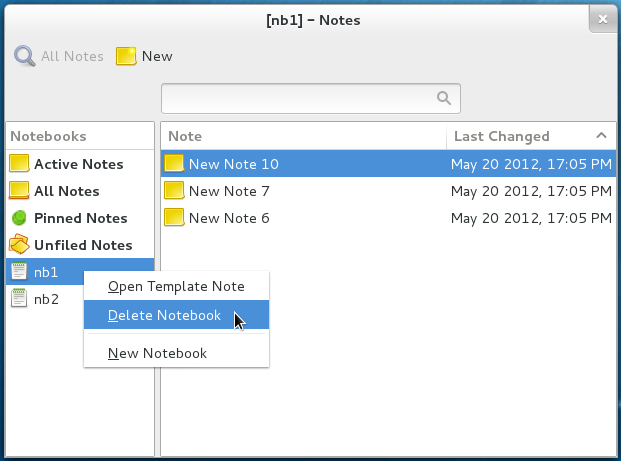 [nb1] – Notes
All Notes New
Notebooks
Active Notes
All Notes
Pinned Notes
Unfiled Notes
nb1
nb2
Note Last Changed
New Note 10 May 20 2012, 17:05 PM
New Note 7 May 20 2012, 17:05 PM
New Note 6 May 20 2012, 17:05 PM
Open Template Note
Delete Notebook
New Notebook